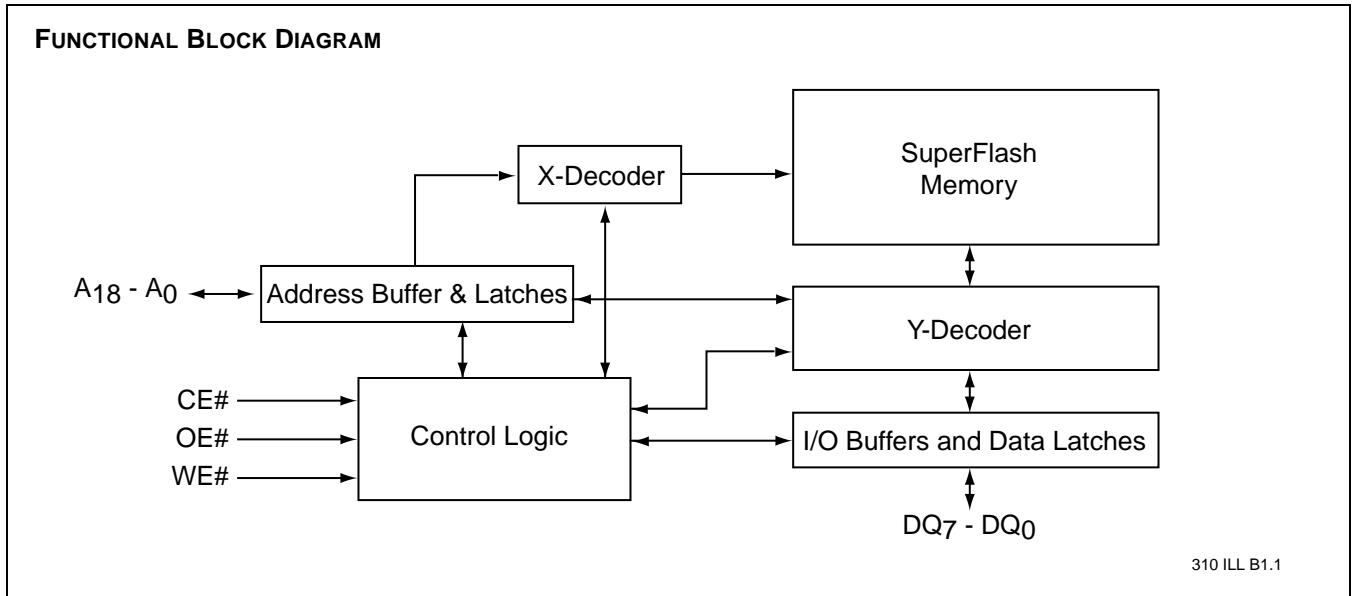 FUNCTIONAL BLOCK DIAGRAM
SuperFlash
Memory
X-Decoder
A18 - A0
Address Buffer & Latches
Y-Decoder
CE#
OE#
WE#
Control Logic
I/O Buffers and Data Latches
DQ7 - DQ0
310 ILL B1.1